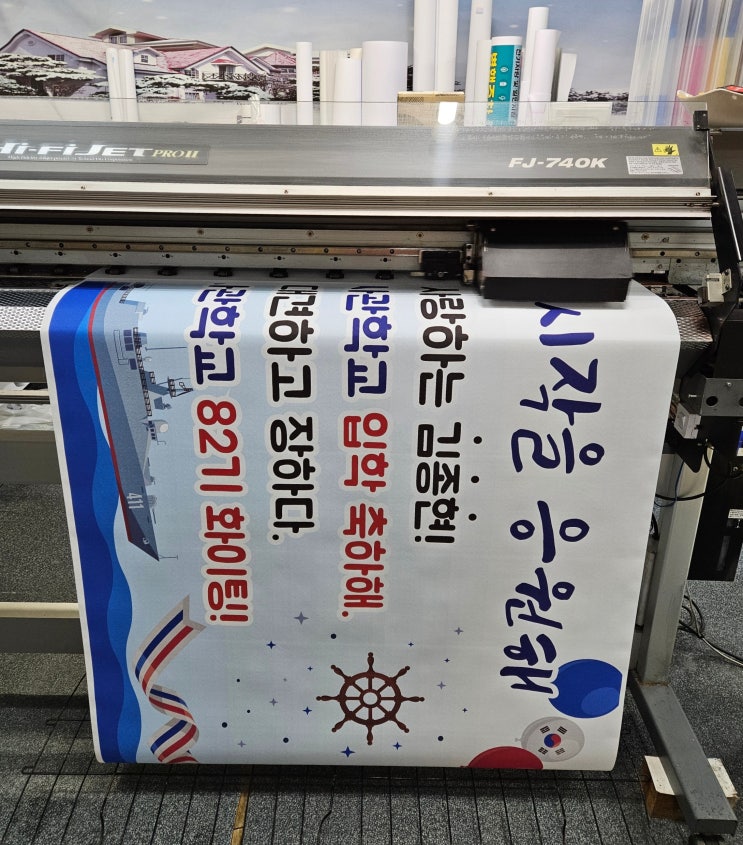 Hi-Fi JET PRO II
FJ-740K
시작을 응원해
사랑하는 김종현!
사관학교 입학 축하해.
대견하고 장하다.
사관학교 82기 화이팅!
411